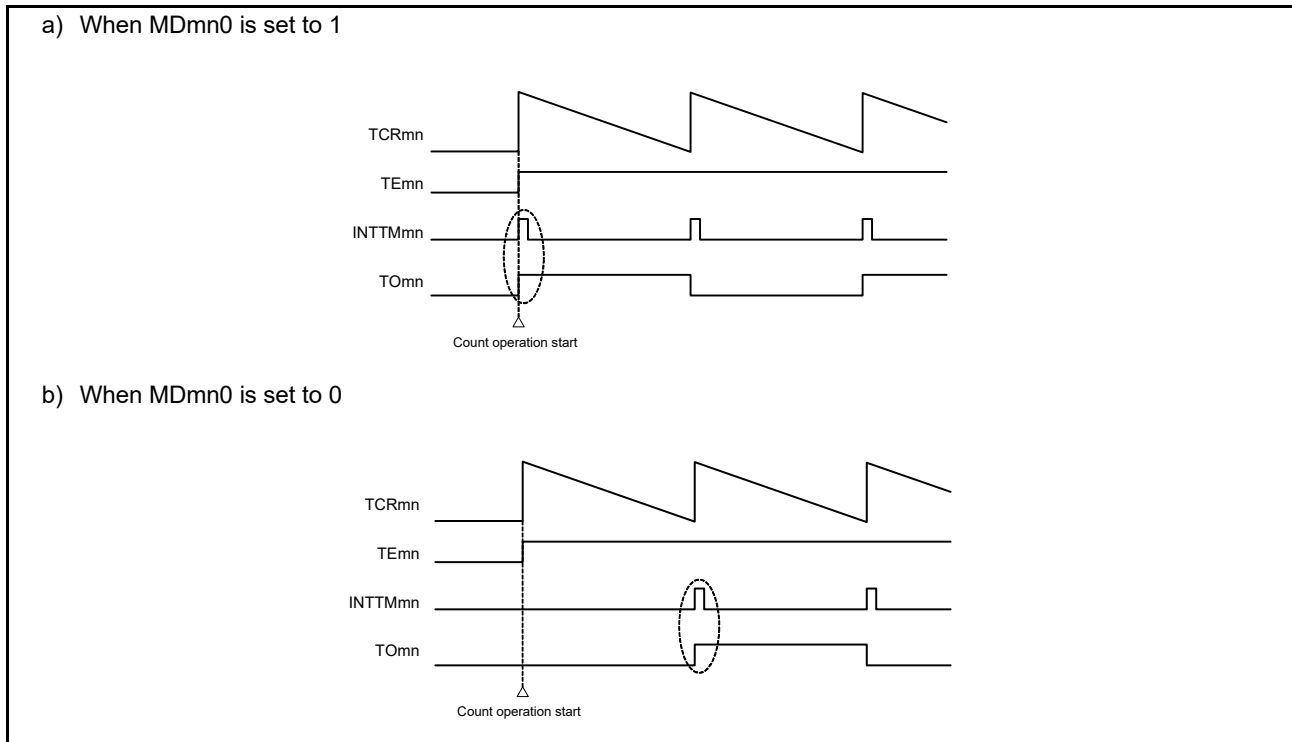 a) When MDmn0 is set to 1
TCRmn
TEmn
INTTMmn
TOmn
Count operation start
b) When MDmn0 is set to 0
TCRmn
TEmn
INTTMmn
TOmn
Count operation start